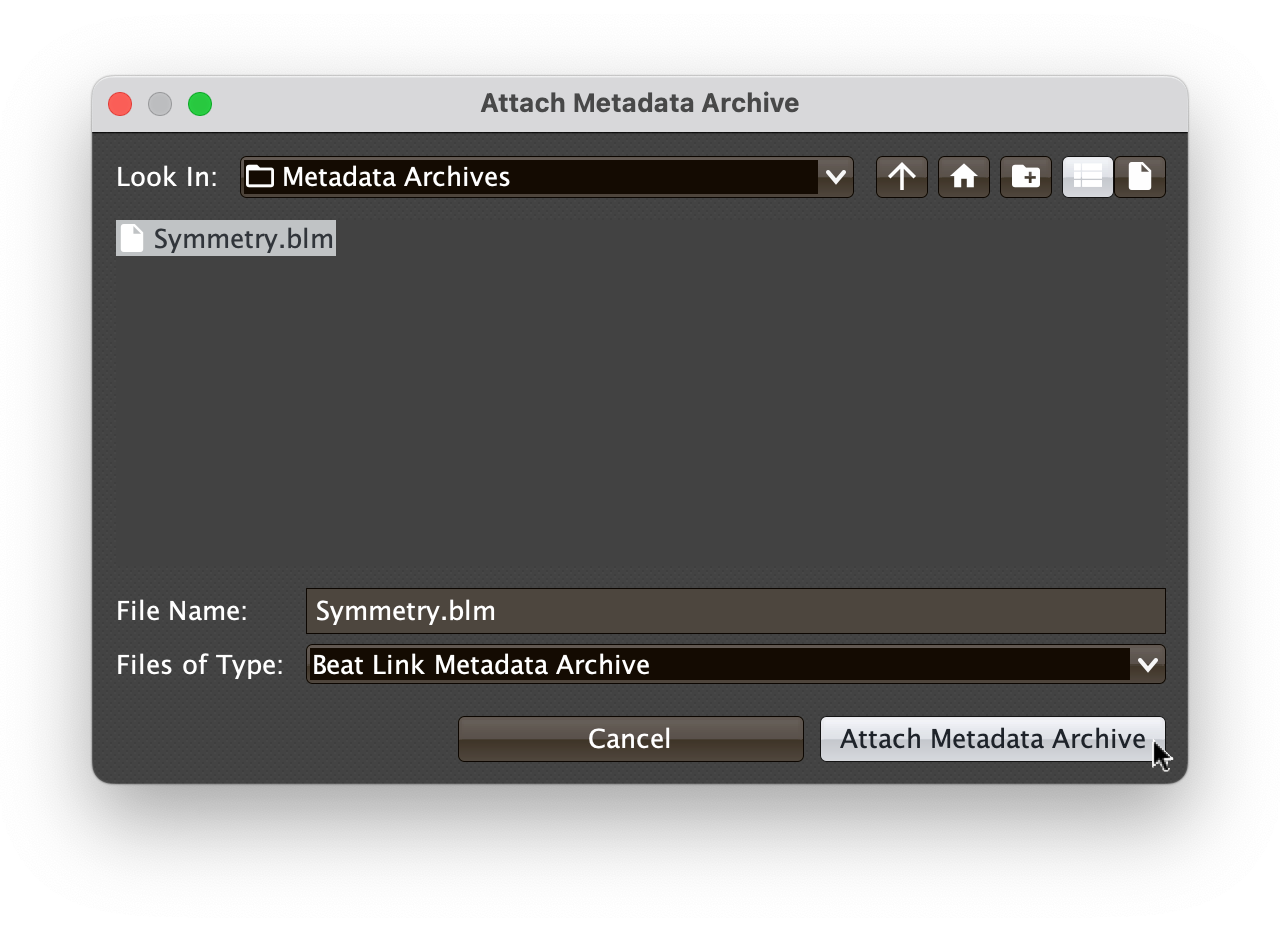 Attach Metadata Archive
Look In: Metadata Archives
Symmetry.blm
File Name: Symmetry.blm
Files of Type: Beat Link Metadata Archive
Cancel Attach Metadata Archive